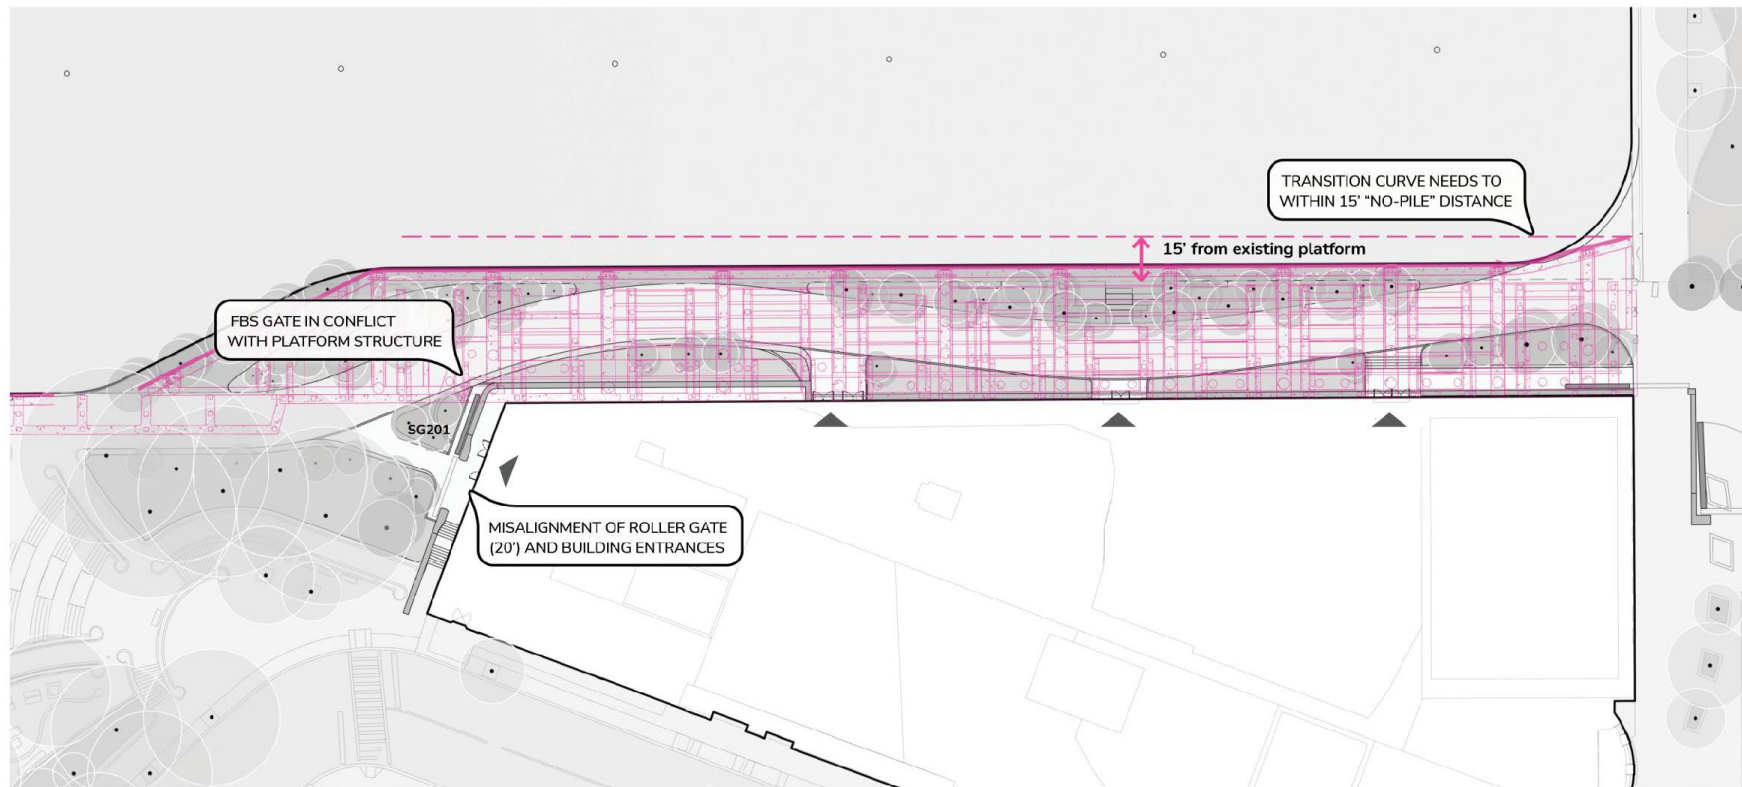 TRANSITION CURVE NEEDS TO
WITHIN 15' "NO-PILE" DISTANCE
15' from existing platform
FBS GATE IN CONFLICT
WITH PLATFORM STRUCTURE
SG201
MISALIGNMENT OF ROLLER GATE
(20') AND BUILDING ENTRANCES